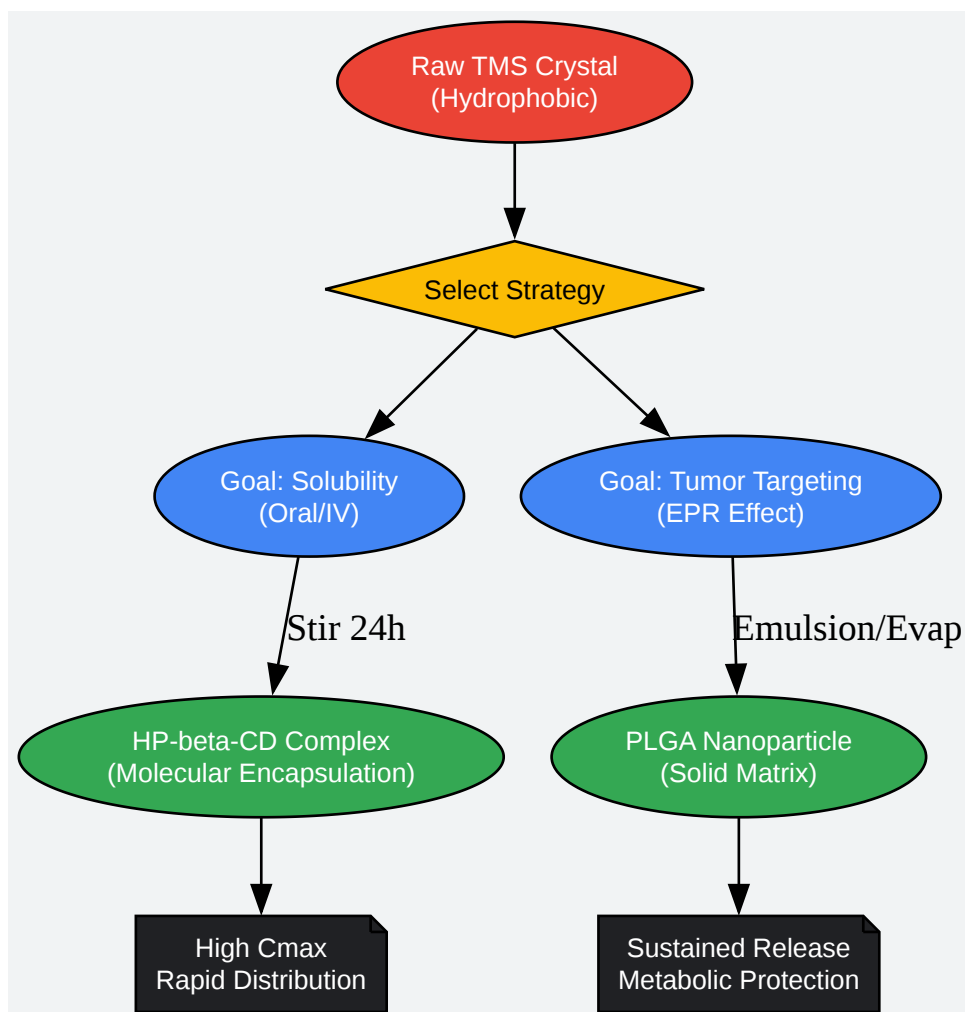 Raw TMS Crystal
(Hydrophobic)
Select Strategy
Goal: Solubility
(Oral/IV)
Goal: Tumor Targeting
(EPR Effect)
Stir 24h
Emulsion/Evap
HP-beta-CD Complex
(Molecular Encapsulation)
PLGA Nanoparticle
(Solid Matrix)
High Cmax
Rapid Distribution
Sustained Release
Metabolic Protection